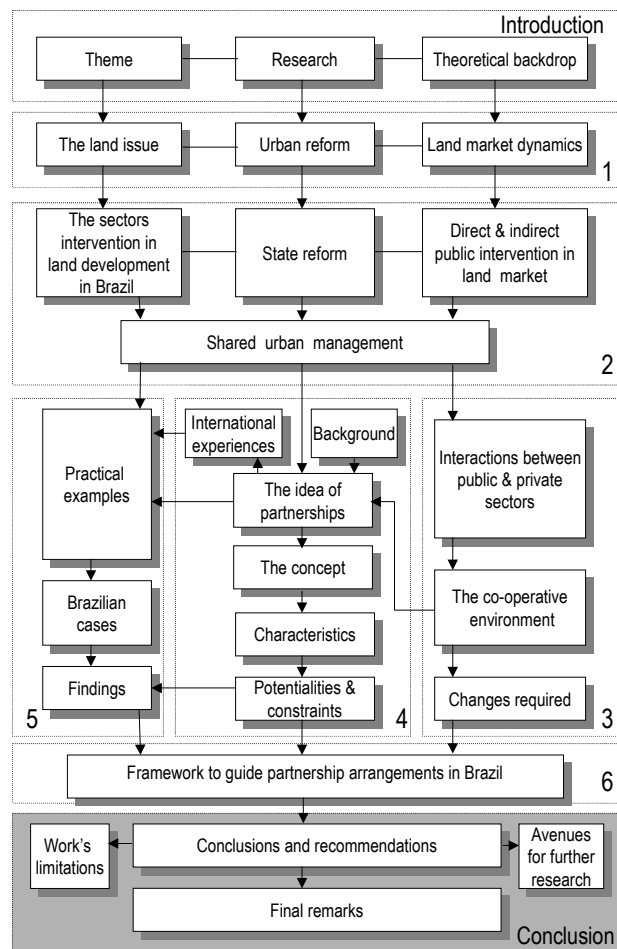 Introduction
Theme
Research
Theoretical backdrop
The land issue
Urban reform
Land market dynamics
1
The sectors
intervention in
land development
in Brazil
State reform
Direct & indirect
public intervention in
land market
Shared urban management
2
International
experiences
Background
Practical
examples
The idea of
partnerships
Interactions between
public & private
sectors
The concept
Brazilian
cases
The co-operative
environment
Characteristics
Findings
Potentialities &
constraints
Changes required
5
4
3
Framework to guide partnership arrangements in Brazil
6
Work's
limitations
Conclusions and recommendations
Avenues
for further
research
Final remarks
Conclusion